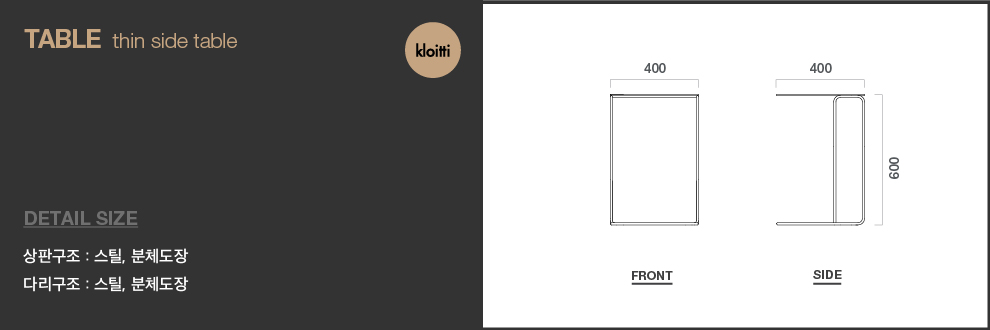 TABLE thin side table
kloitti
DETAIL SIZE
상판구조 : 스틸, 분체도장
다리구조 : 스틸, 분체도장
400
400
600
FRONT
SIDE